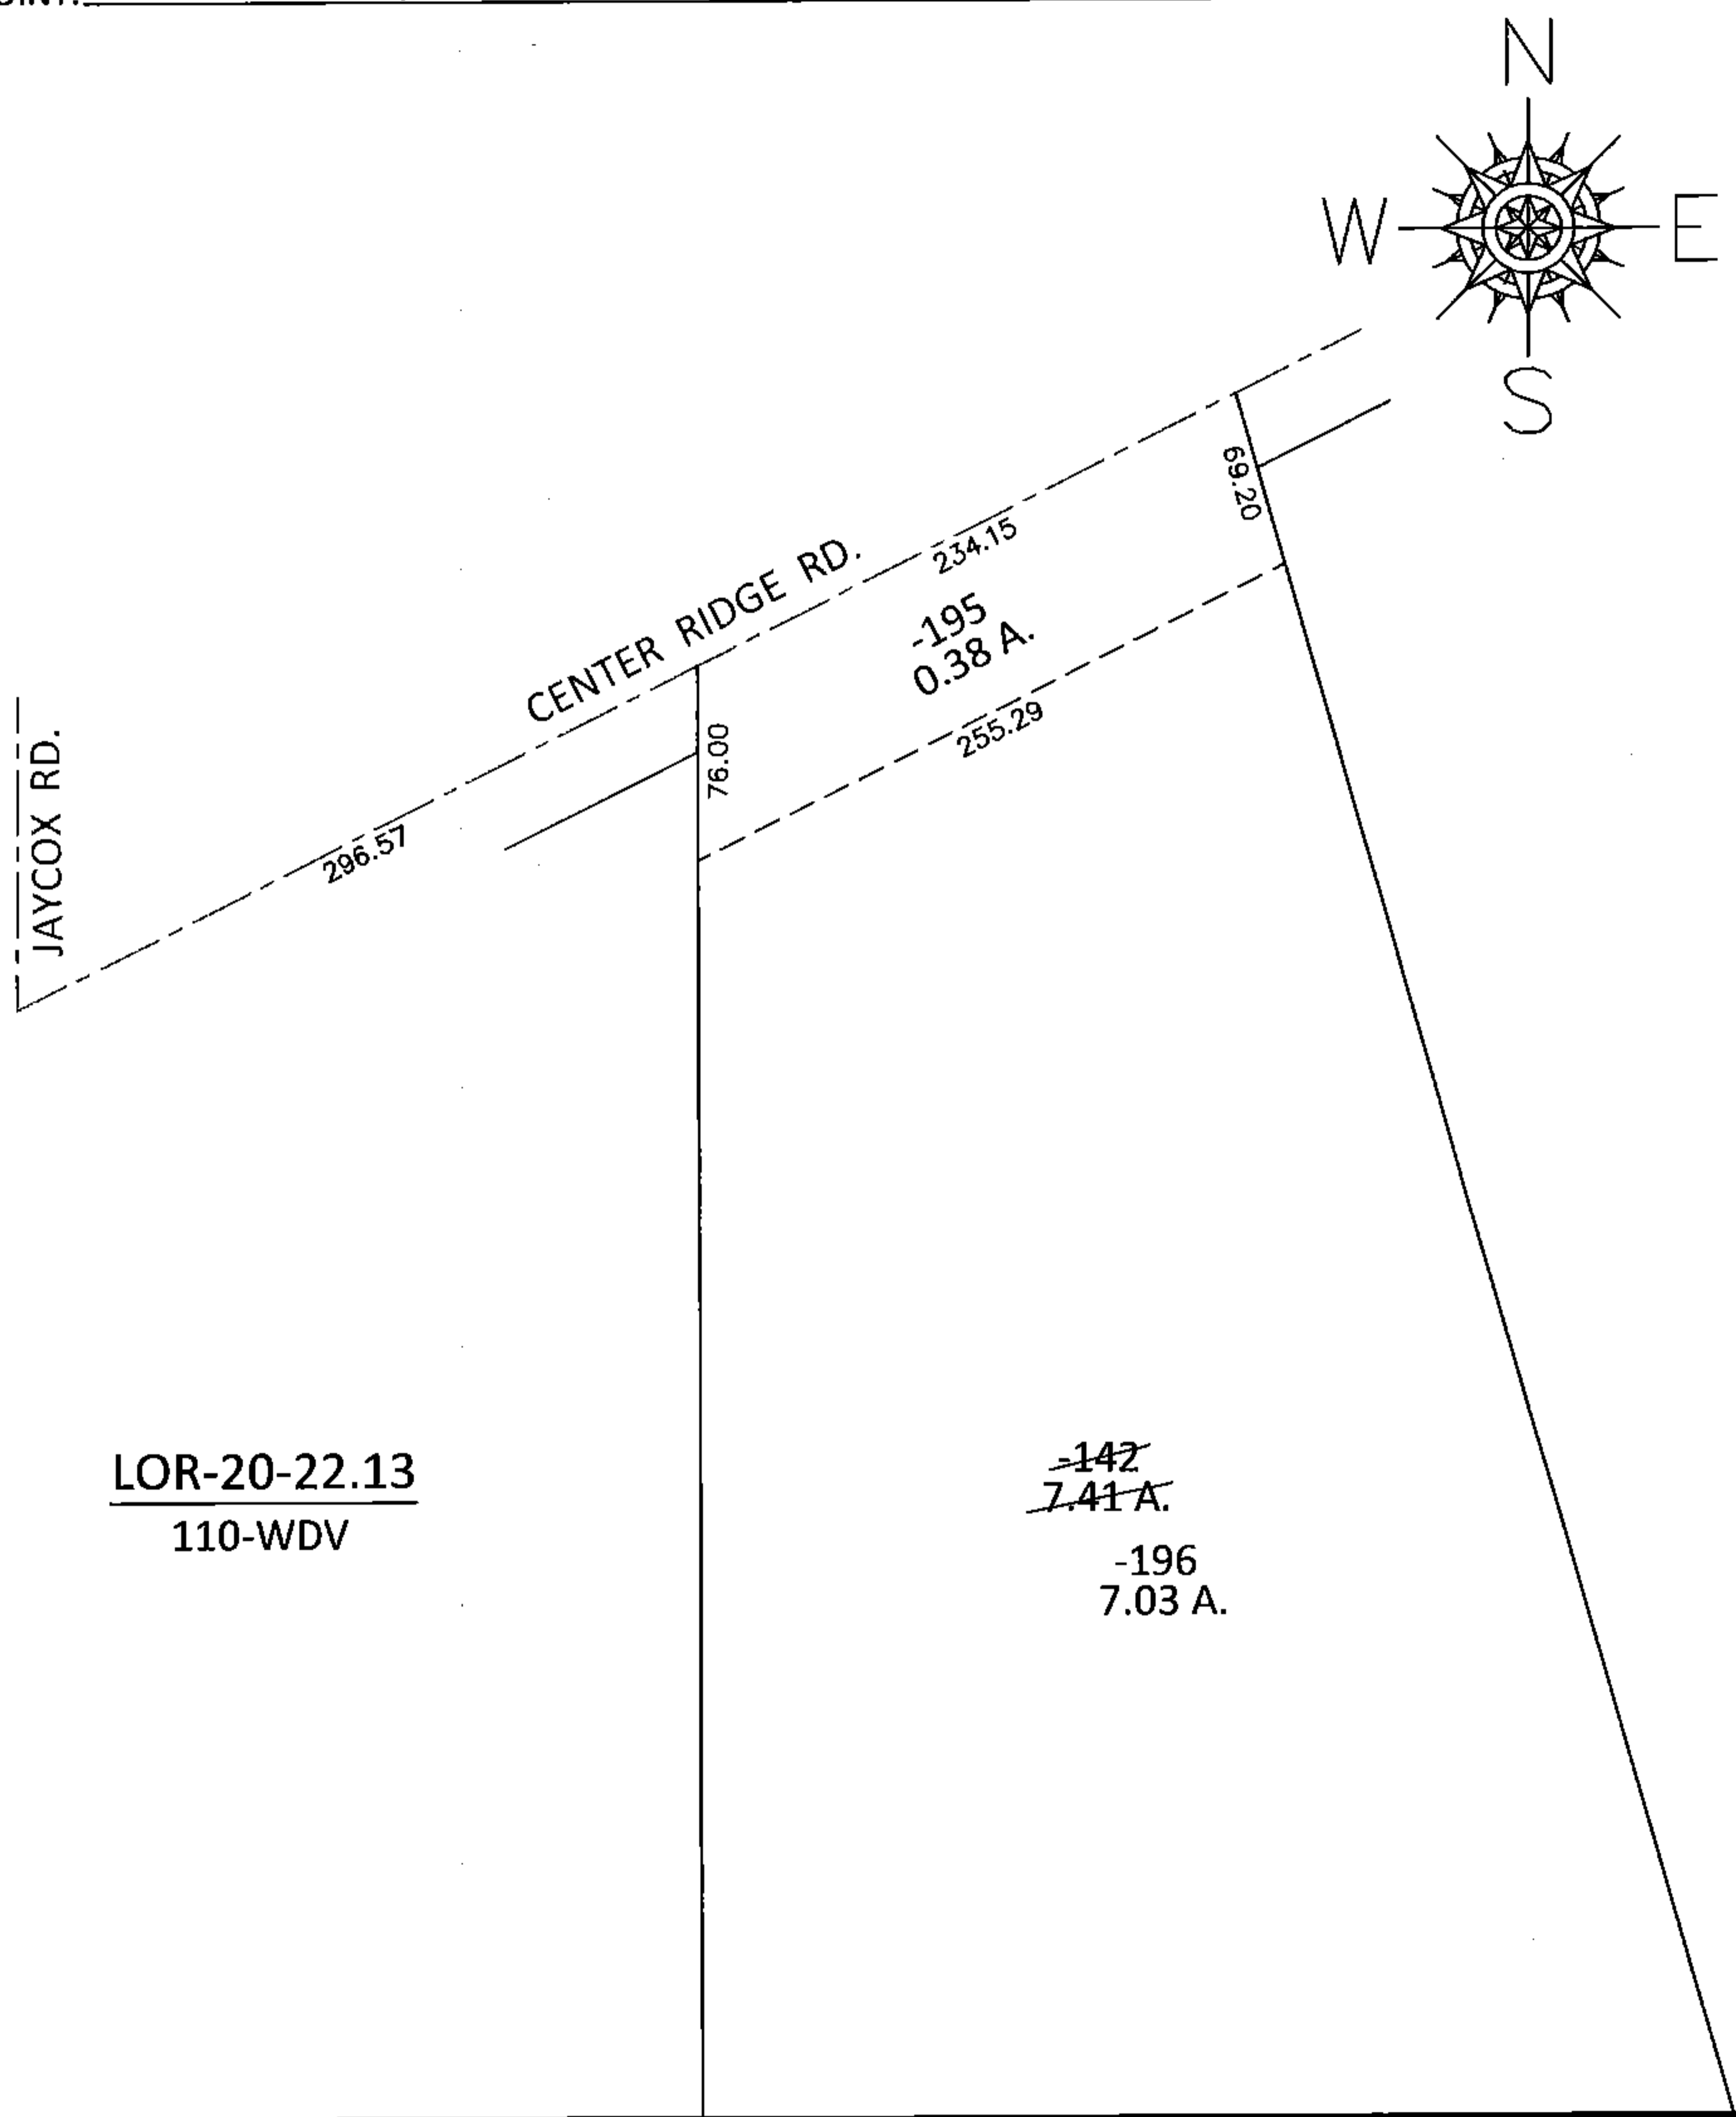 N
W
E
S
69.20
234.15
CENTER RIDGE RD.
-195
0.38 A.
255.29
76.00
JAYCOX RD.
296.57
LOR-20-22.13
110-WDV
-142
7.41 A.
-196
7.03 A.